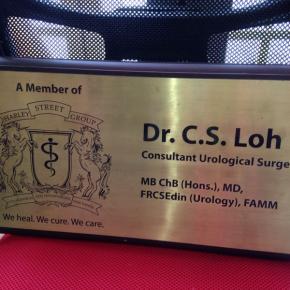 A Member of
HARLEY STREET GROUP
Dr. C.S. Loh
Consultant Urological Surge
MB ChB (Hons.), MD,
FRCSEdin (Urology), FAMM
We heal. We cure. We care.